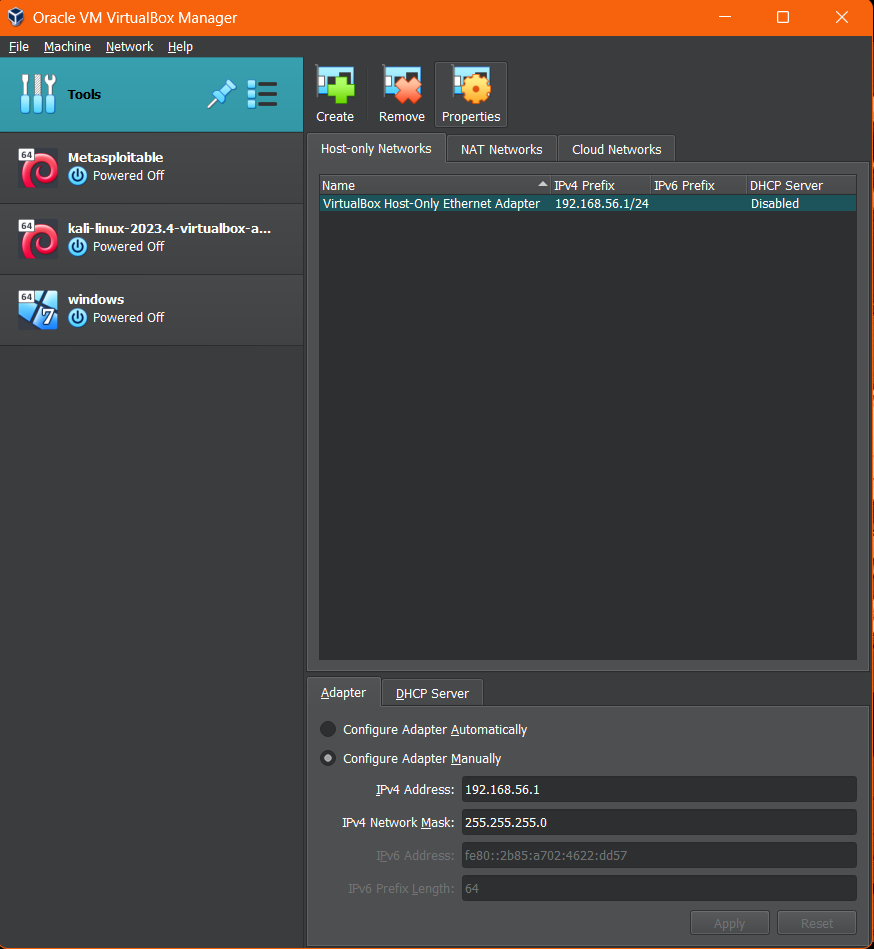 Oracle VM VirtualBox Manager
File Machine Network Help
Tools
64
Metasploitable
Powered Off
64
kali-linux-2023.4-virtualbox-a...
Powered Off
64
7
windows
Powered Off
Create Remove Properties
Host-only Networks NAT Networks Cloud Networks
Name IPv4 Prefix IPv6 Prefix DHCP Server
VirtualBox Host-Only Ethernet Adapter 192.168.56.1/24 Disabled
Adapter DHCP Server
Configure Adapter Automatically
Configure Adapter Manually
IPv4 Address: 192.168.56.1
IPv4 Network Mask: 255.255.255.0
IPv6 Address: fe80::2b85:a702:4622:dd57
IPv6 Prefix Length: 64
Apply Reset